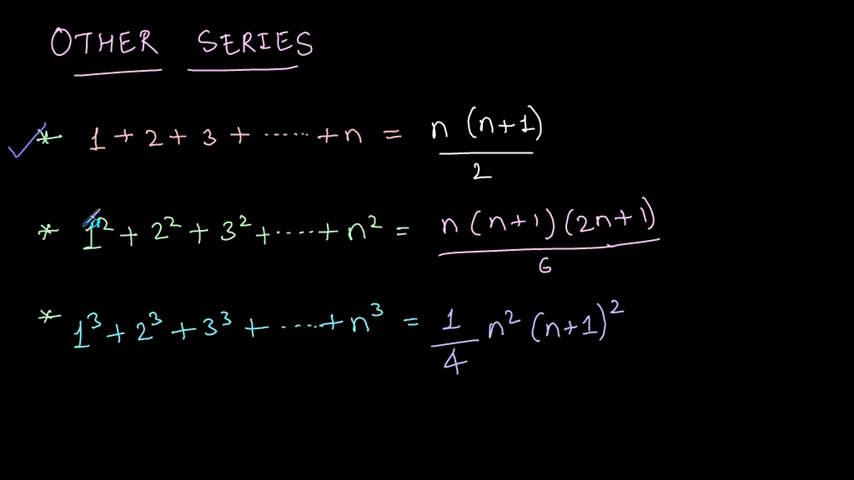 OTHER SERIES
* 1 + 2 + 3 + ...... + n = n (n+1) / 2
* 1² + 2² + 3² + ...... + n² = n (n+1) (2n+1) / 6
* 1³ + 2³ + 3³ + ...... + n³ = 1/4 n² (n+1)²